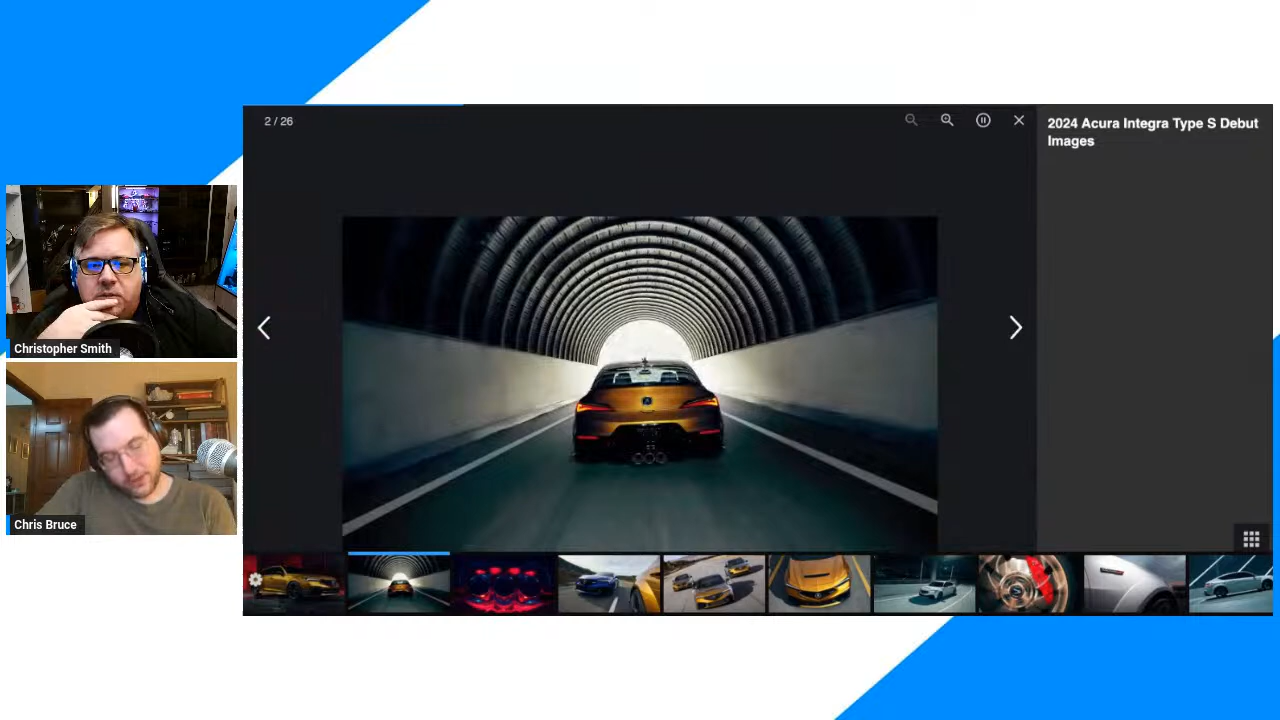 2 / 26
2024 Acura Integra Type S Debut
Images
Christopher Smith
Chris Bruce